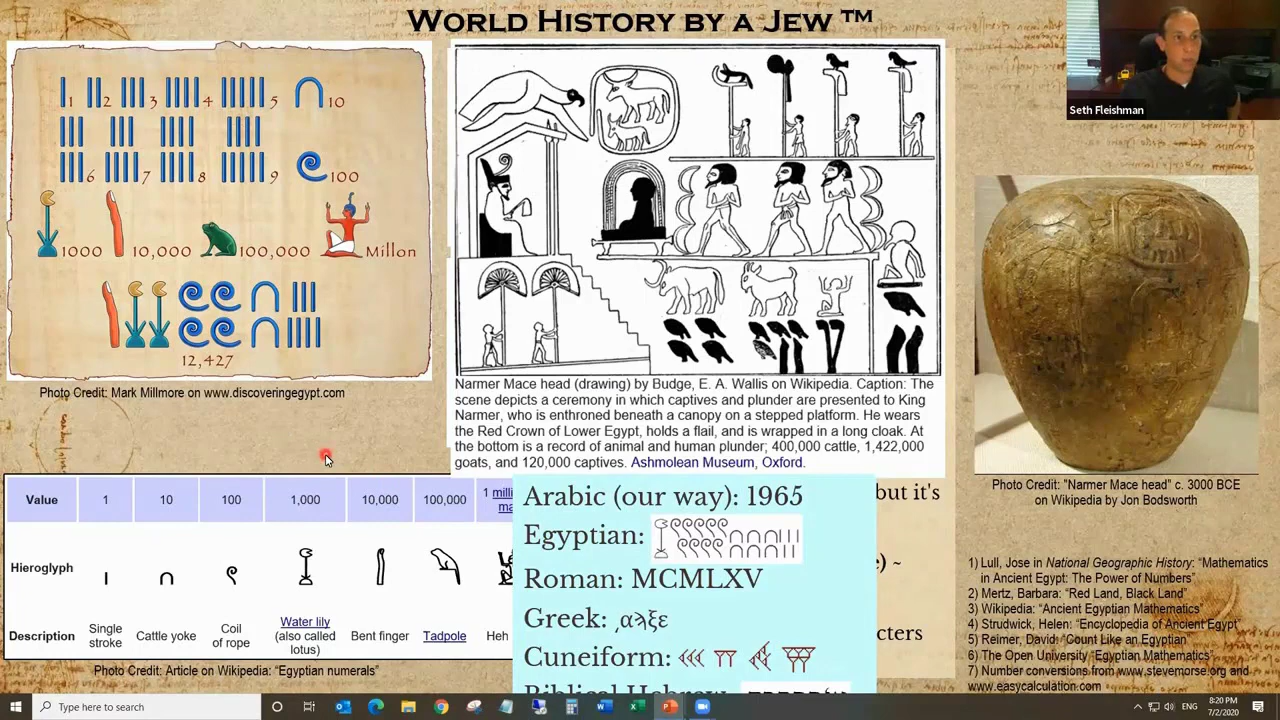 WORLD HISTORY BY A JEW ™
Seth Fleishman
1 2 3 4 5 10
6 7 8 9 100
1000 10,000 100,000 Millon
12,427
Photo Credit: Mark Millmore on www.discoveringegypt.com
Narmer Mace head (drawing) by Budge, E. A. Wallis on Wikipedia. Caption: The
scene depicts a ceremony in which captives and plunder are presented to King
Narmer, who is enthroned beneath a canopy on a stepped platform. He wears
the Red Crown of Lower Egypt, holds a flail, and is wrapped in a long cloak. At
the bottom is a record of animal and human plunder; 400,000 cattle, 1,422,000
goats, and 120,000 captives. Ashmolean Museum, Oxford.
Photo Credit: "Narmer Mace head" c. 3000 BCE
on Wikipedia by Jon Bodsworth
Value 1 10 100 1,000 10,000 100,000 1
Hieroglyph
Description Single stroke Cattle yoke Coil of rope Water lily (also called lotus) Bent finger Tadpole Heh
Photo Credit: Article on Wikipedia: "Egyptian numerals"
Arabic (our way): 1965
Egyptian:
Roman: MCMLXV
Greek: ͵αϡξε
Cuneiform:
Biblical Hebrew:
but it's
e) ~
cters
1) Lull, Jose in National Geographic History: "Mathematics
in Ancient Egypt: The Power of Numbers"
2) Mertz, Barbara: "Red Land, Black Land"
3) Wikipedia: "Ancient Egyptian Mathematics"
4) Strudwick, Helen: "Encyclopedia of Ancient Egypt"
5) Reimer, David: "Count Like an Egyptian"
6) The Open University "Egyptian Mathematics"
7) Number conversions from www.stevemorse.org and
www.easycalculation.com
Type here to search
ENG
8:20 PM
7/2/2020